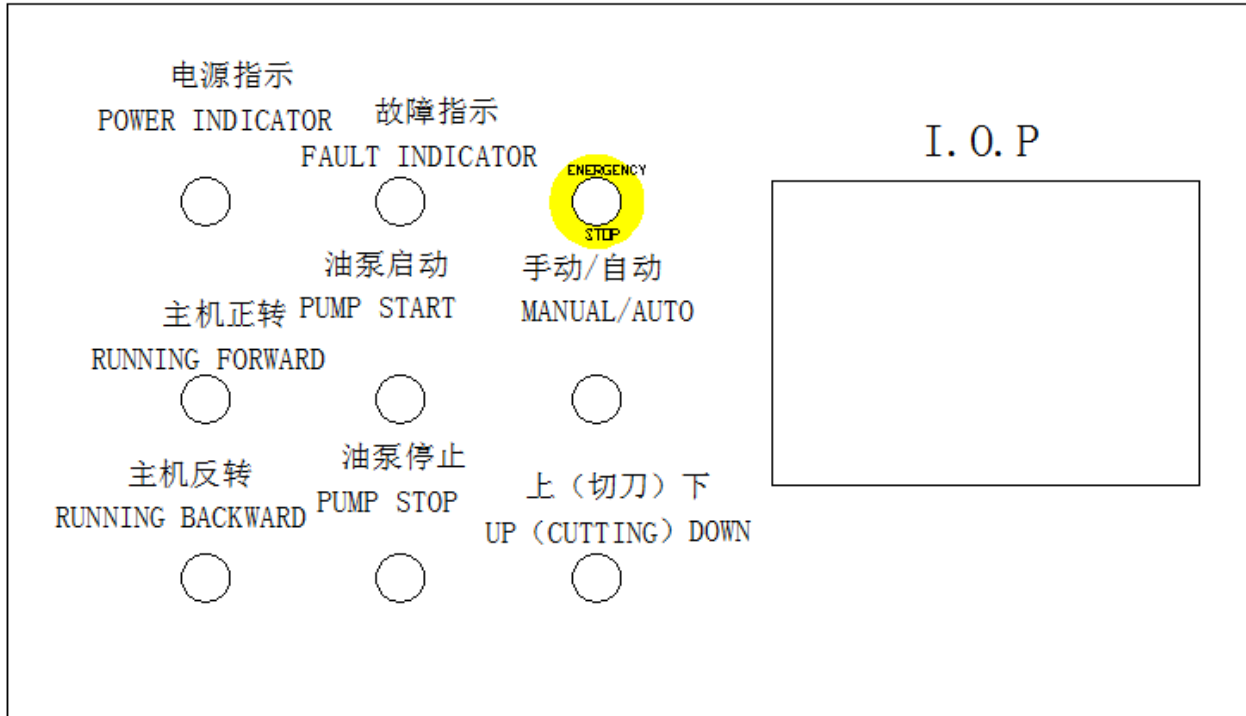 电源指示
POWER INDICATOR
故障指示
FAULT INDICATOR
I.O.P
ENERGENCY
STOP
油泵启动
PUMP START
手动/自动
MANUAL/AUTO
主机正转
RUNNING FORWARD
主机反转
RUNNING BACKWARD
油泵停止
PUMP STOP
上（切刀）下
UP（CUTTING）DOWN